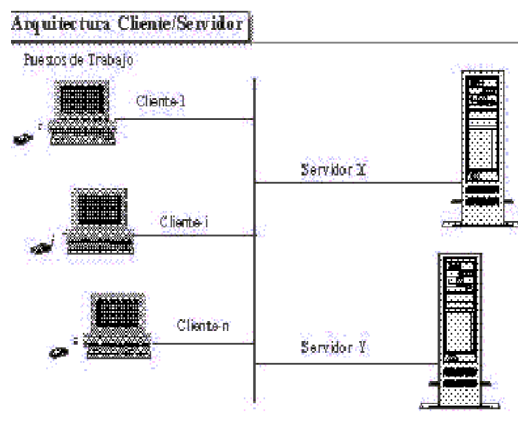 Arquitectura Cliente/Servidor
Puestos de Trabajo
Cliente-1
Servidor X
Cliente-i
Cliente-n
Servidor Y